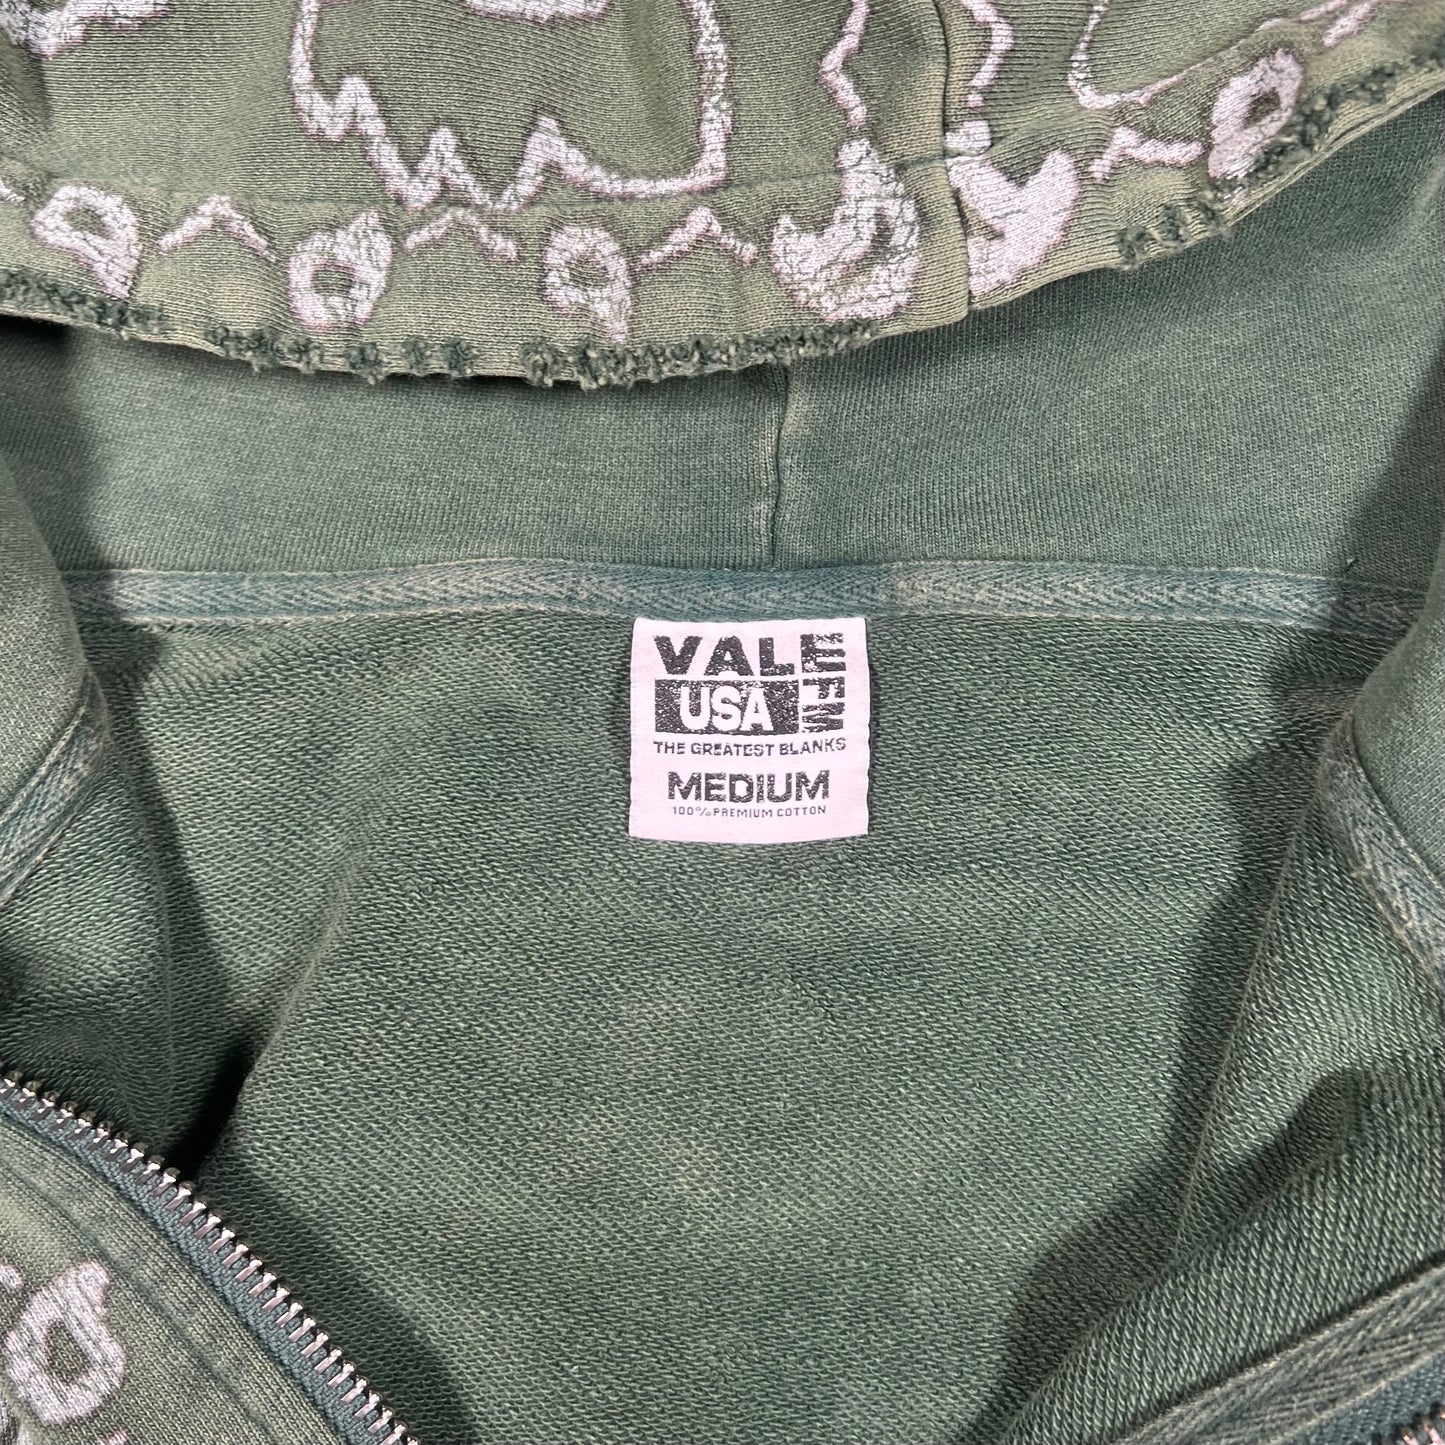 VALE FM
USA
THE GREATEST BLANKS
MEDIUM
100% PREMIUM COTTON